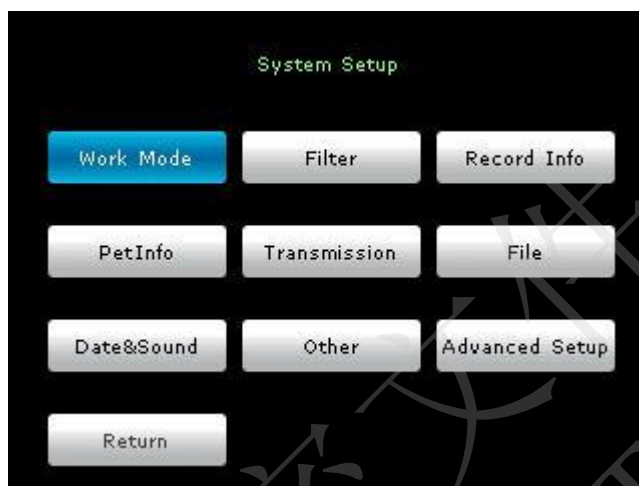 System Setup
Work Mode Filter Record Info
PetInfo Transmission File
Date&Sound Other Advanced Setup
Return